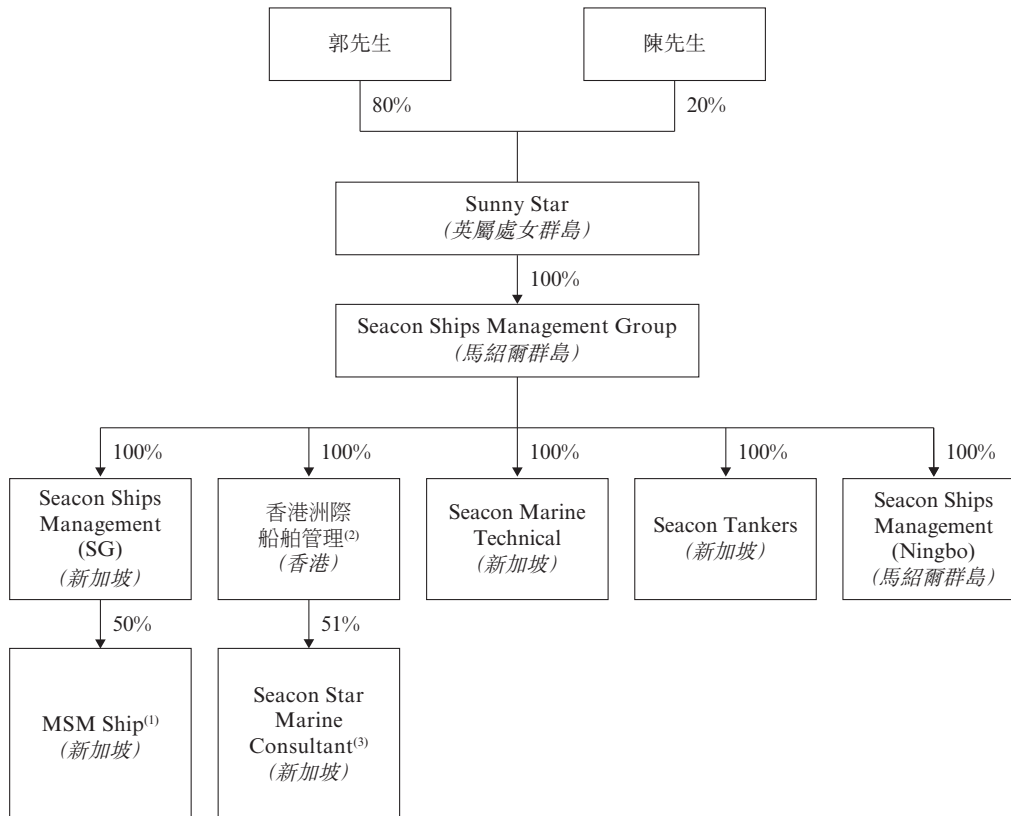 郭先生
陳先生
80%
20%
Sunny Star
（英屬處女群島）
100%
Seacon Ships Management Group
（馬紹爾群島）
100%
100%
100%
100%
100%
Seacon Ships
Management
(SG)
（新加坡）
香港洲際
船舶管理(2)
（香港）
Seacon Marine
Technical
（新加坡）
Seacon Tankers
（新加坡）
Seacon Ships
Management
(Ningbo)
（馬紹爾群島）
50%
51%
MSM Ship(1)
（新加坡）
Seacon Star
Marine
Consultant(3)
（新加坡）